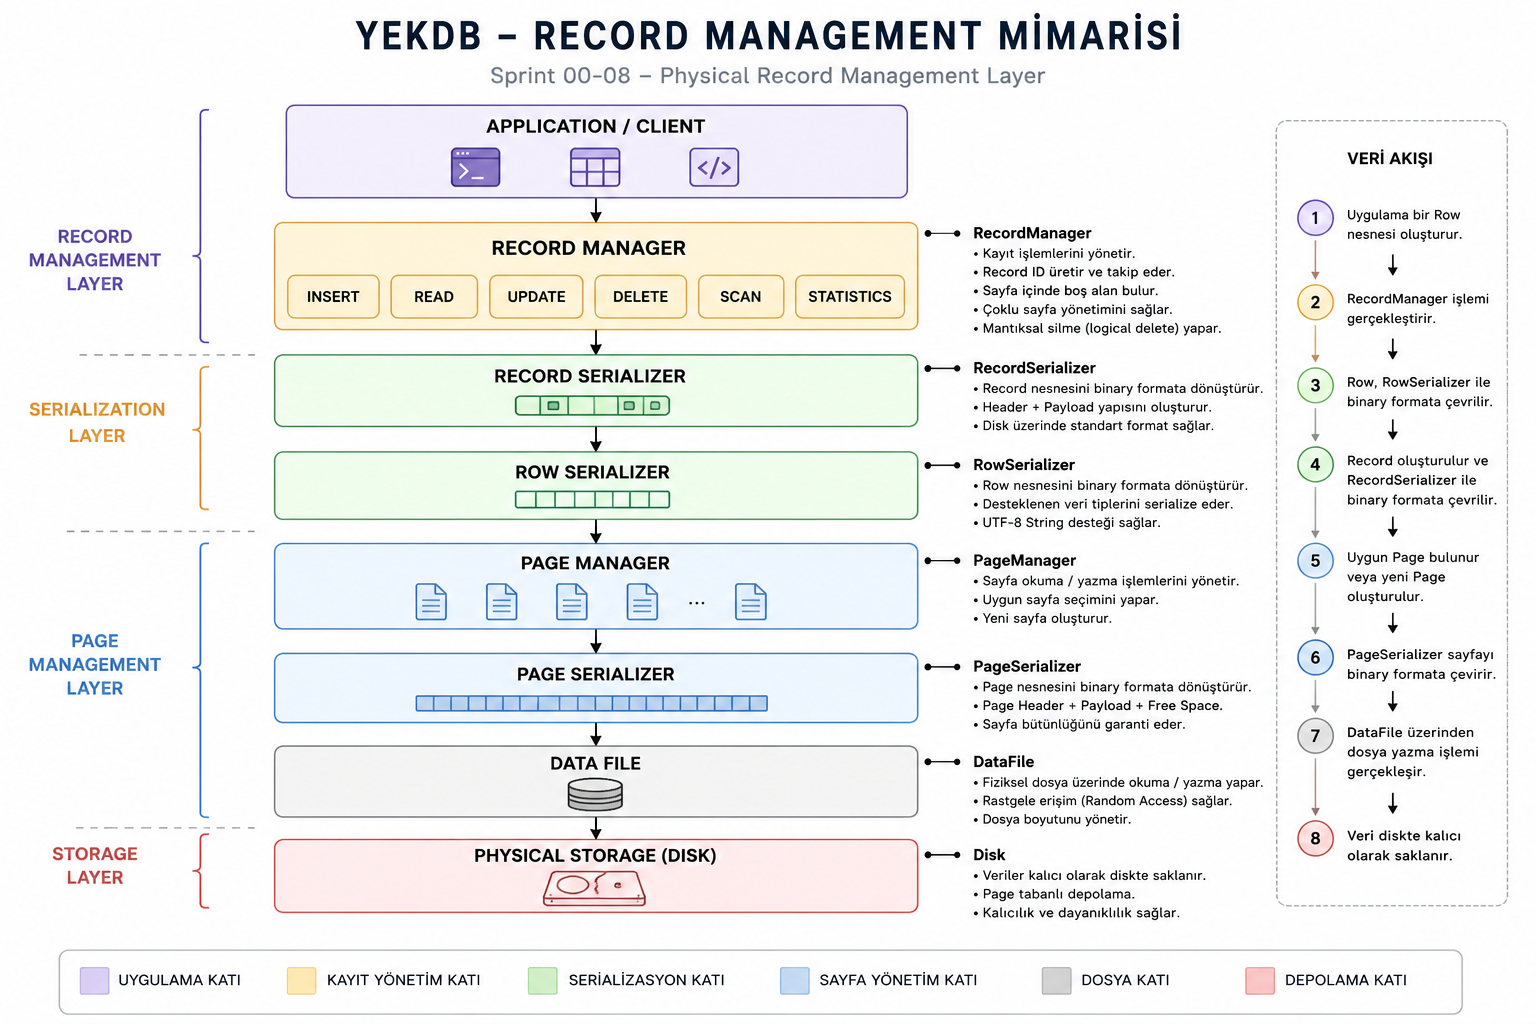 YEKDB – RECORD MANAGEMENT MİMARİSİ
Sprint 00-08 – Physical Record Management Layer
RECORD
MANAGEMENT
LAYER
SERIALIZATION
LAYER
PAGE
MANAGEMENT
LAYER
STORAGE
LAYER
APPLICATION / CLIENT
RECORD MANAGER
INSERT
READ
UPDATE
DELETE
SCAN
STATISTICS
RECORD SERIALIZER
ROW SERIALIZER
PAGE MANAGER
...
PAGE SERIALIZER
DATA FILE
PHYSICAL STORAGE (DISK)
RecordManager
• Kayıt işlemlerini yönetir.
• Record ID üretir ve takip eder.
• Sayfa içinde boş alan bulur.
• Çoklu sayfa yönetimini sağlar.
• Mantıksal silme (logical delete) yapar.
RecordSerializer
• Record nesnesini binary formata dönüştürür.
• Header + Payload yapısını oluşturur.
• Disk üzerinde standart format sağlar.
RowSerializer
• Row nesnesini binary formata dönüştürür.
• Desteklenen veri tiplerini serialize eder.
• UTF-8 String desteği sağlar.
PageManager
• Sayfa okuma / yazma işlemlerini yönetir.
• Uygun sayfa seçimini yapar.
• Yeni sayfa oluşturur.
PageSerializer
• Page nesnesini binary formata dönüştürür.
• Page Header + Payload + Free Space.
• Sayfa bütünlüğünü garanti eder.
DataFile
• Fiziksel dosya üzerinde okuma / yazma yapar.
• Rastgele erişim (Random Access) sağlar.
• Dosya boyutunu yönetir.
Disk
• Veriler kalıcı olarak diskte saklanır.
• Page tabanlı depolama.
• Kalıcılık ve dayanıklılık sağlar.
VERİ AKIŞI
1
Uygulama bir Row
nesnesi oluşturur.
2
RecordManager işlemi
gerçekleştirir.
3
Row, RowSerializer ile
binary formata çevrilir.
4
Record oluşturulur ve
RecordSerializer ile
binary formata çevrilir.
5
Uygun Page bulunur
veya yeni Page
oluşturulur.
6
PageSerializer sayfayı
binary formata çevirir.
7
DataFile üzerinden
dosya yazma işlemi
gerçekleşir.
8
Veri diskte kalıcı
olarak saklanır.
UYGULAMA KATI
KAYIT YÖNETİM KATI
SERİALİZASYON KATI
SAYFA YÖNETİM KATI
DOSYA KATI
DEPOLAMA KATI